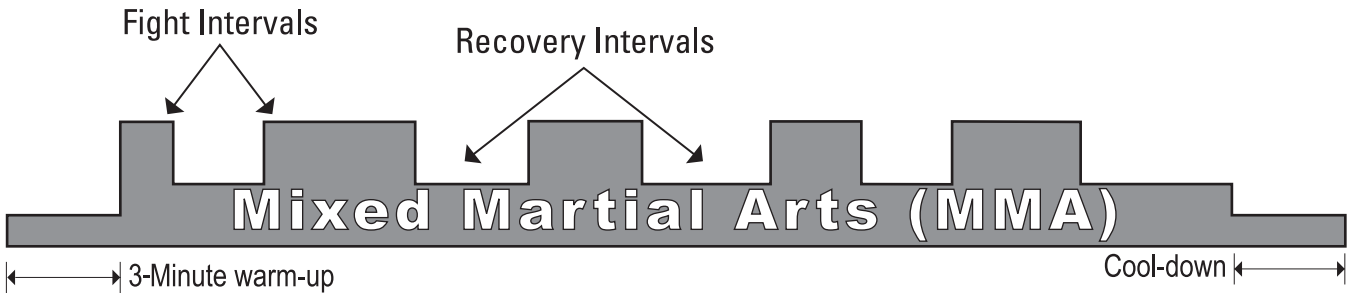 Fight Intervals
Recovery Intervals
Mixed Martial Arts (MMA)
3-Minute warm-up
Cool-down